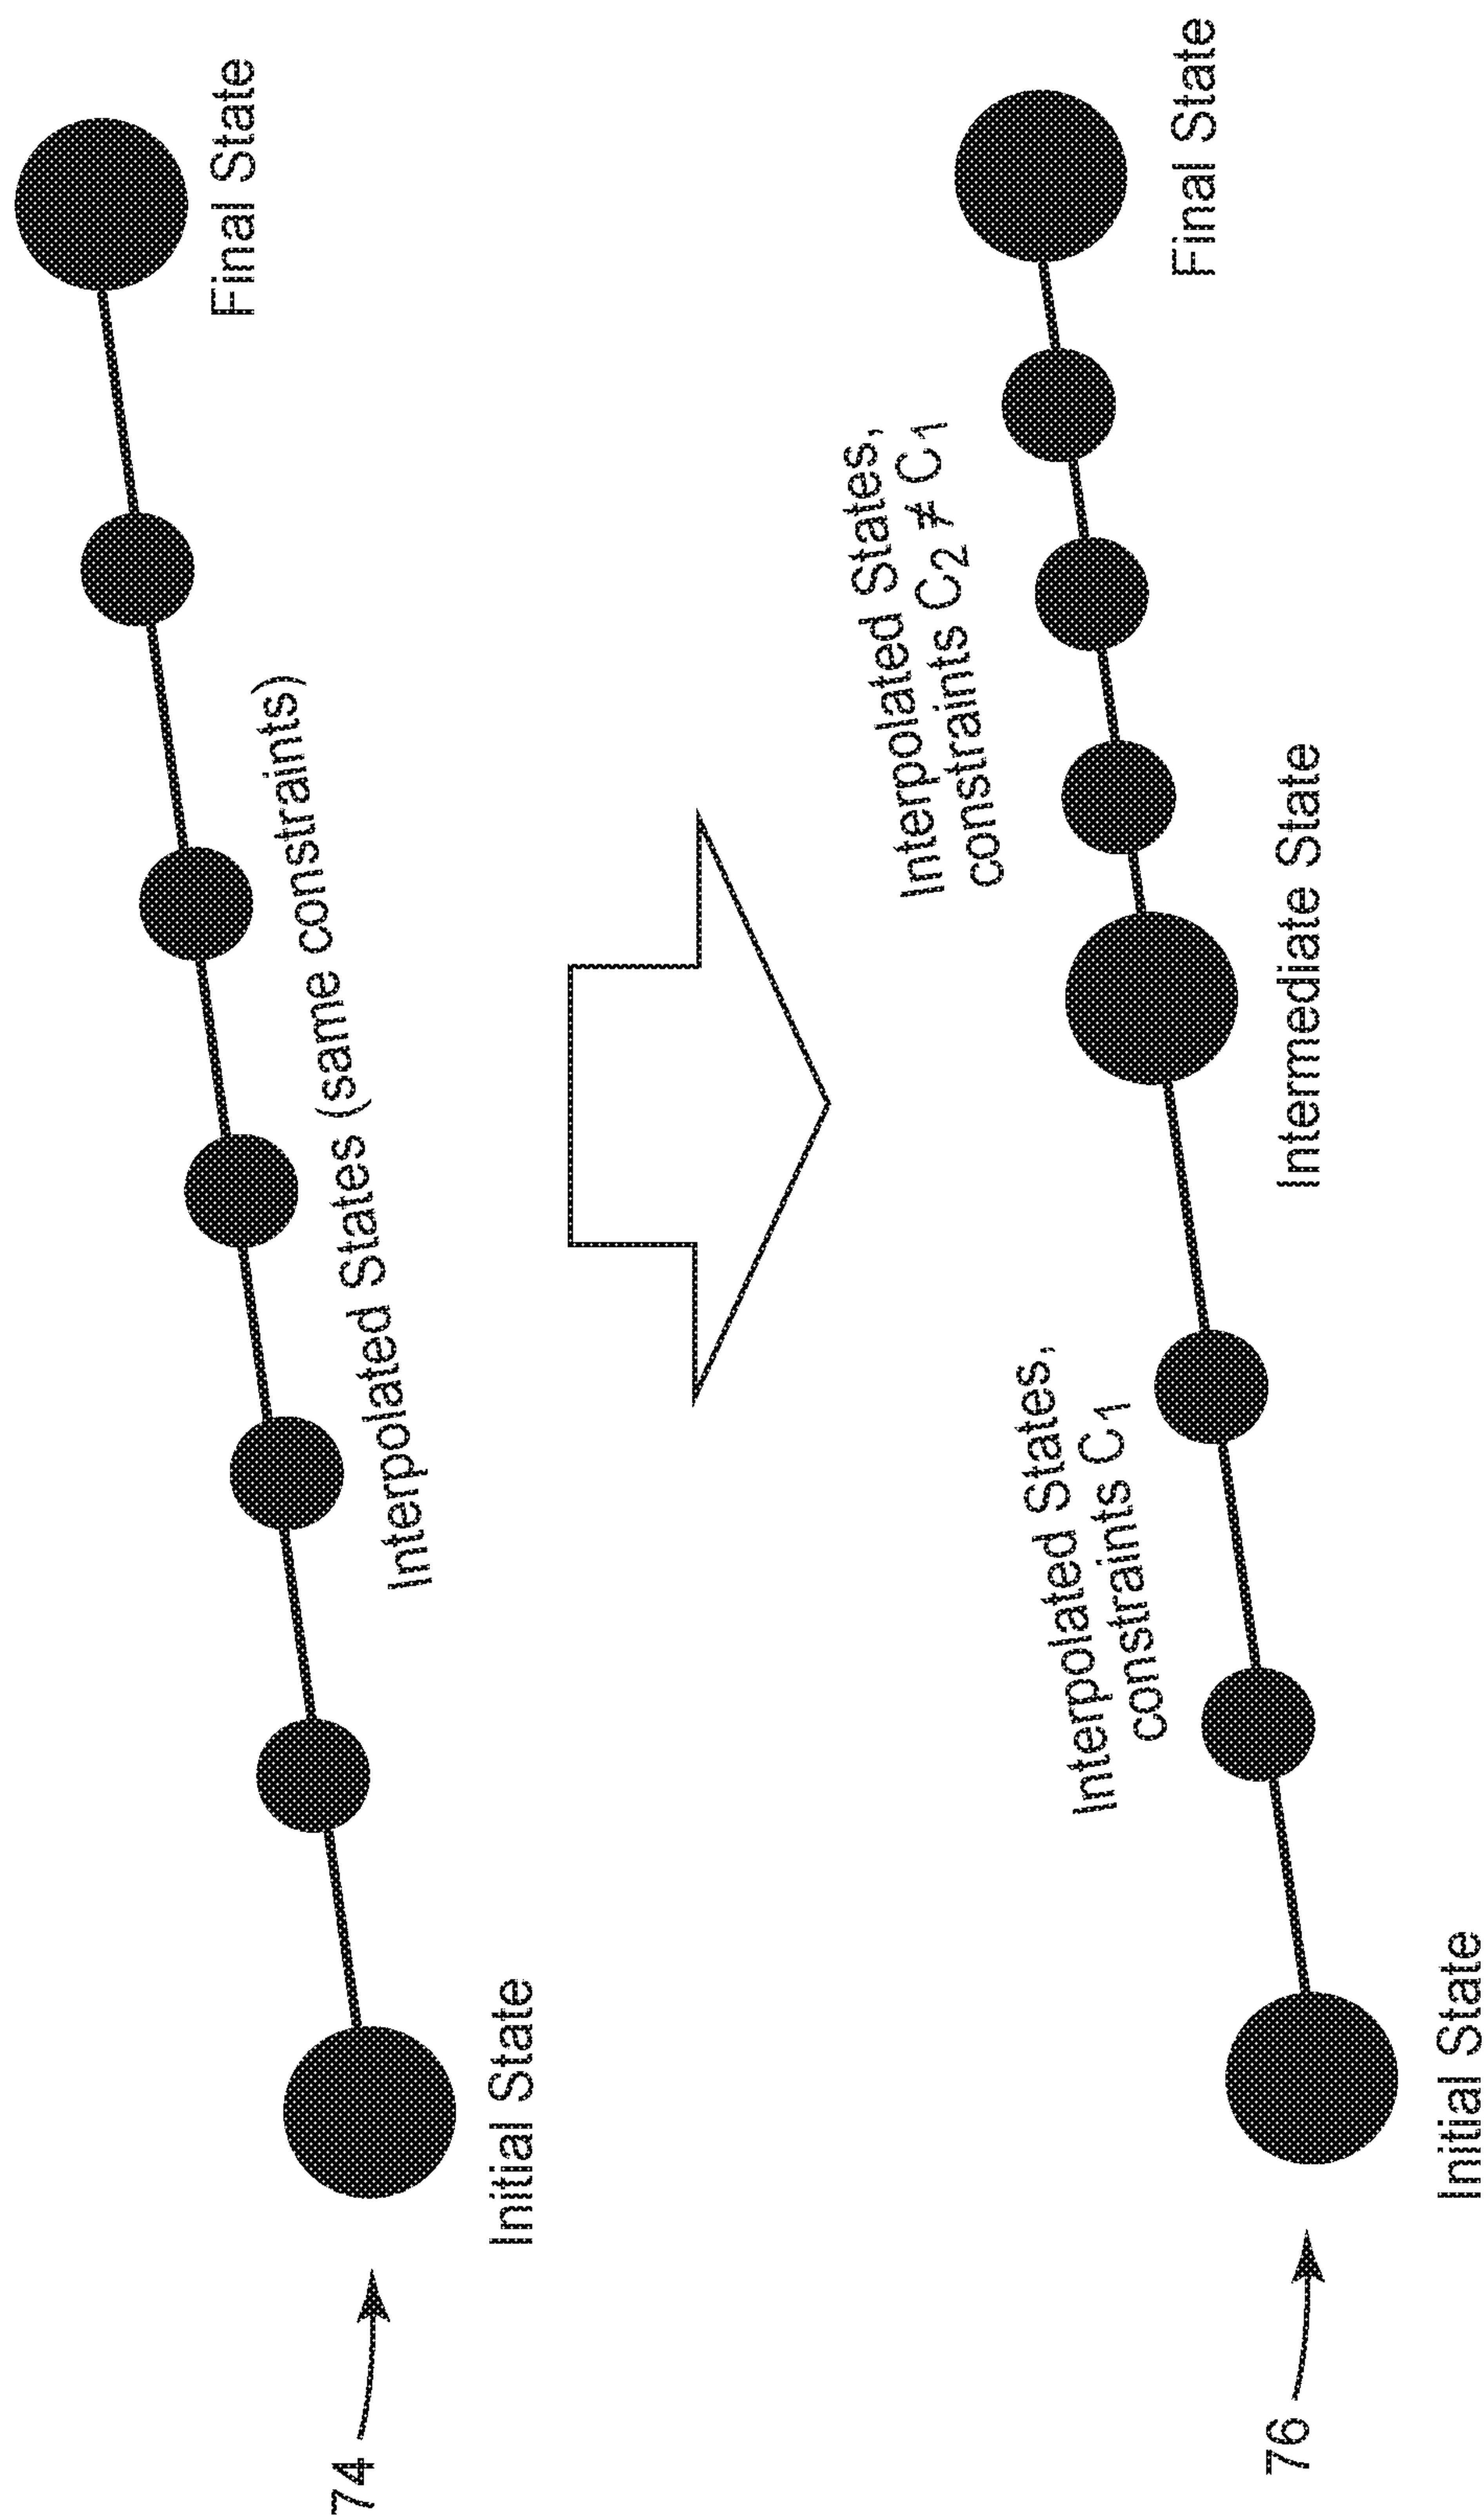 74
Initial State
Interpolated States (same constraints)
Final State
76
Initial State
Interpolated States,
constraints C1
Intermediate State
Interpolated States,
constraints C2 ≠ C1
Final State